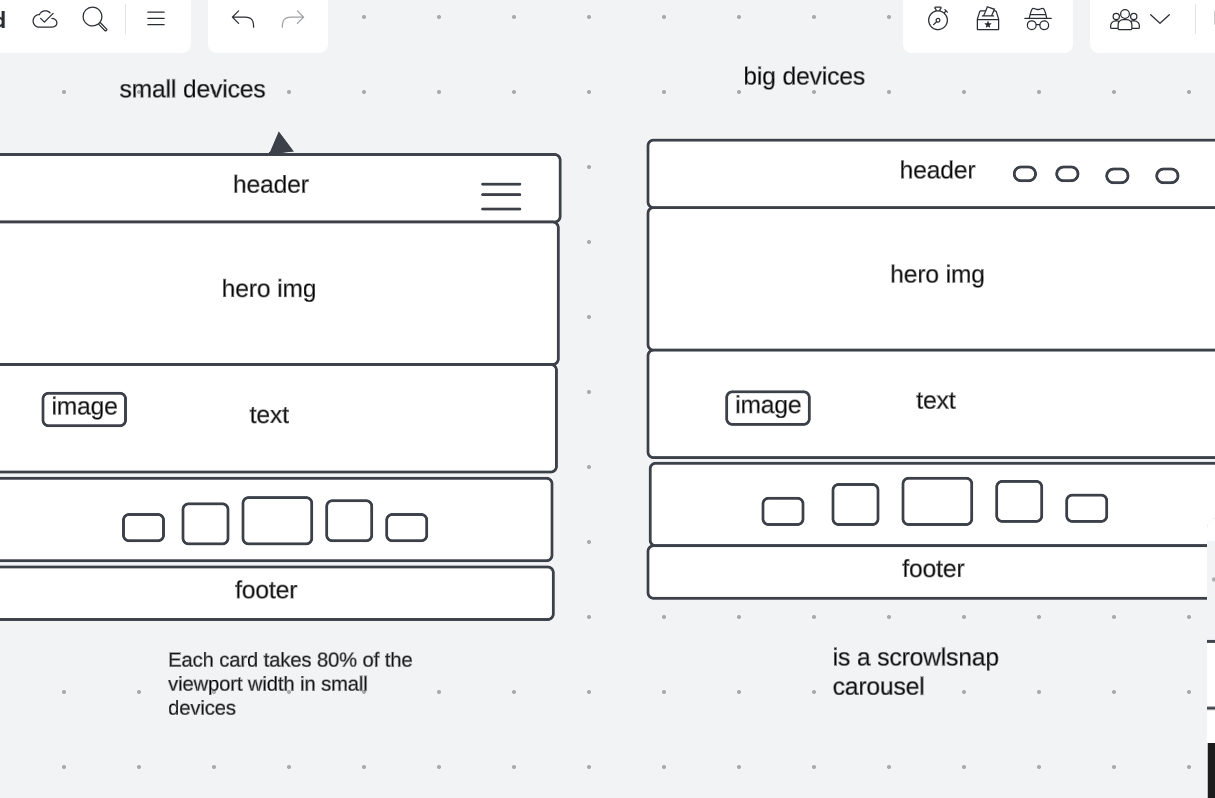 d
small devices
header
hero img
image
text
footer
Each card takes 80% of the
viewport width in small
devices
big devices
header
hero img
image
text
footer
is a scrowlsnap
carousel